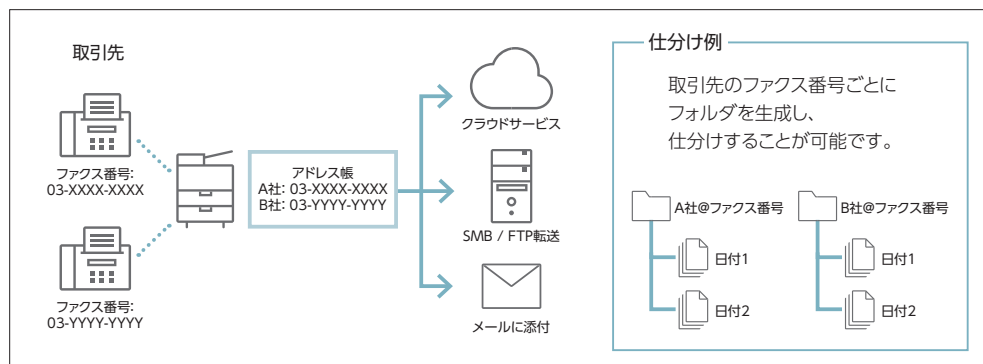 取引先
ファクス番号:
03-XXXX-XXXX
ファクス番号:
03-YYYY-YYYY
アドレス帳
A社: 03-XXXX-XXXX
B社: 03-YYYY-YYYY
クラウドサービス
SMB / FTP転送
メールに添付
仕分け例
取引先のファクス番号ごとに
フォルダを生成し、
仕分けすることが可能です。
A社@ファクス番号
日付1
日付2
B社@ファクス番号
日付1
日付2